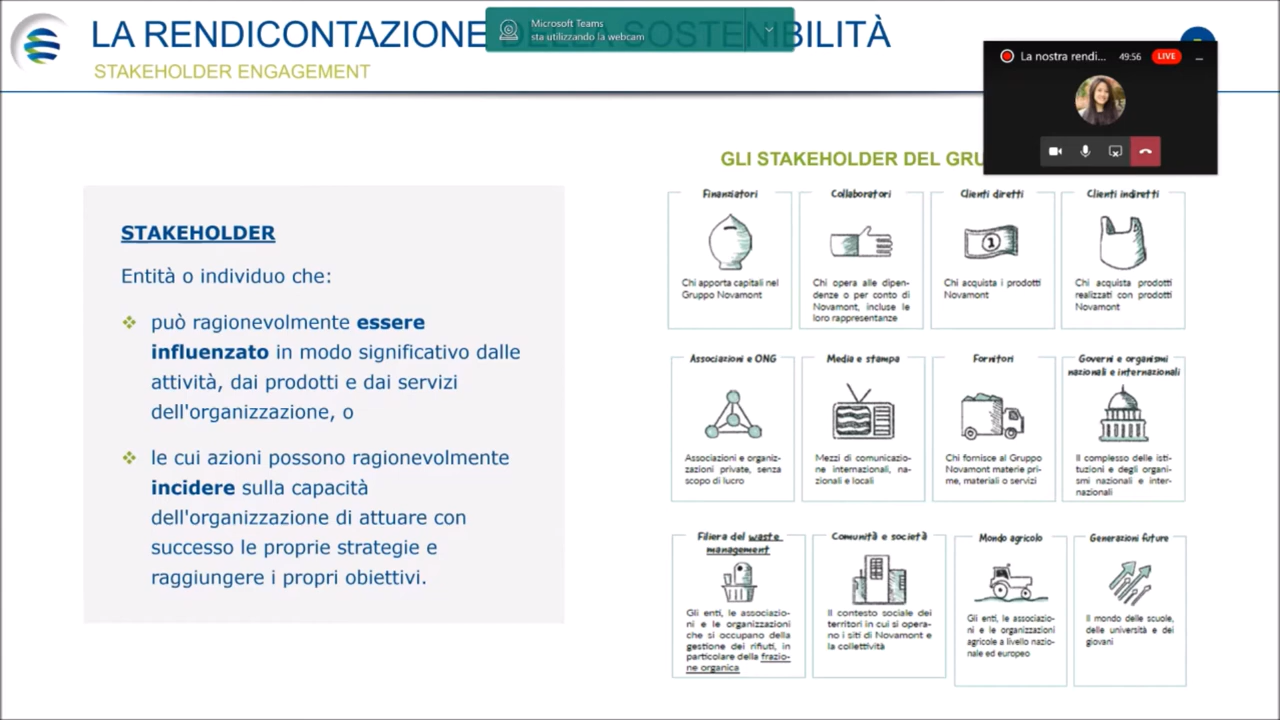 LA RENDICONTAZIONE DELLA SOSTENIBILITÀ
STAKEHOLDER ENGAGEMENT
Microsoft Teams
sta utilizzando la webcam
La nostra rendi...
49:56
LIVE
STAKEHOLDER
Entità o individuo che:
può ragionevolmente essere
influenzato in modo significativo dalle
attività, dai prodotti e dai servizi
dell'organizzazione, o
le cui azioni possono ragionevolmente
incidere sulla capacità
dell'organizzazione di attuare con
successo le proprie strategie e
raggiungere i propri obiettivi.
GLI STAKEHOLDER DEL GRU
Finanziatori
Chi apporta capitali nel
Gruppo Novamont
Collaboratori
Chi opera alle dipen-
denze o per conto di
Novamont, incluse le
loro rappresentanze
Clienti diretti
1
Chi acquista i prodotti
Novamont
Clienti indiretti
Chi acquista prodotti
realizzati con prodotti
Novamont
Associazioni e ONG
Associazioni e organiz-
zazioni private, senza
scopo di lucro
Media e stampa
Mezzi di comunicazio-
ne internazionali, na-
zionali e locali
Fornitori
Chi fornisce al Gruppo
Novamont materie pri-
me, materiali o servizi
Governi e organismi
nazionali e internazionali
Il complesso delle isti-
tuzioni e degli organi-
smi nazionali e inter-
nazionali
Filiera del waste
management
Gli enti, le associazio-
ni e le organizzazioni
che si occupano della
gestione dei rifiuti, in
particolare della frazio-
ne organica
Comunità e società
Il contesto sociale dei
territori in cui si opera-
no i siti di Novamont e
la collettività
Mondo agricolo
Gli enti, le associazio-
ni e le organizzazioni
agricole a livello nazio-
nale ed europeo
Generazioni future
Il mondo delle scuole,
delle università e dei
giovani